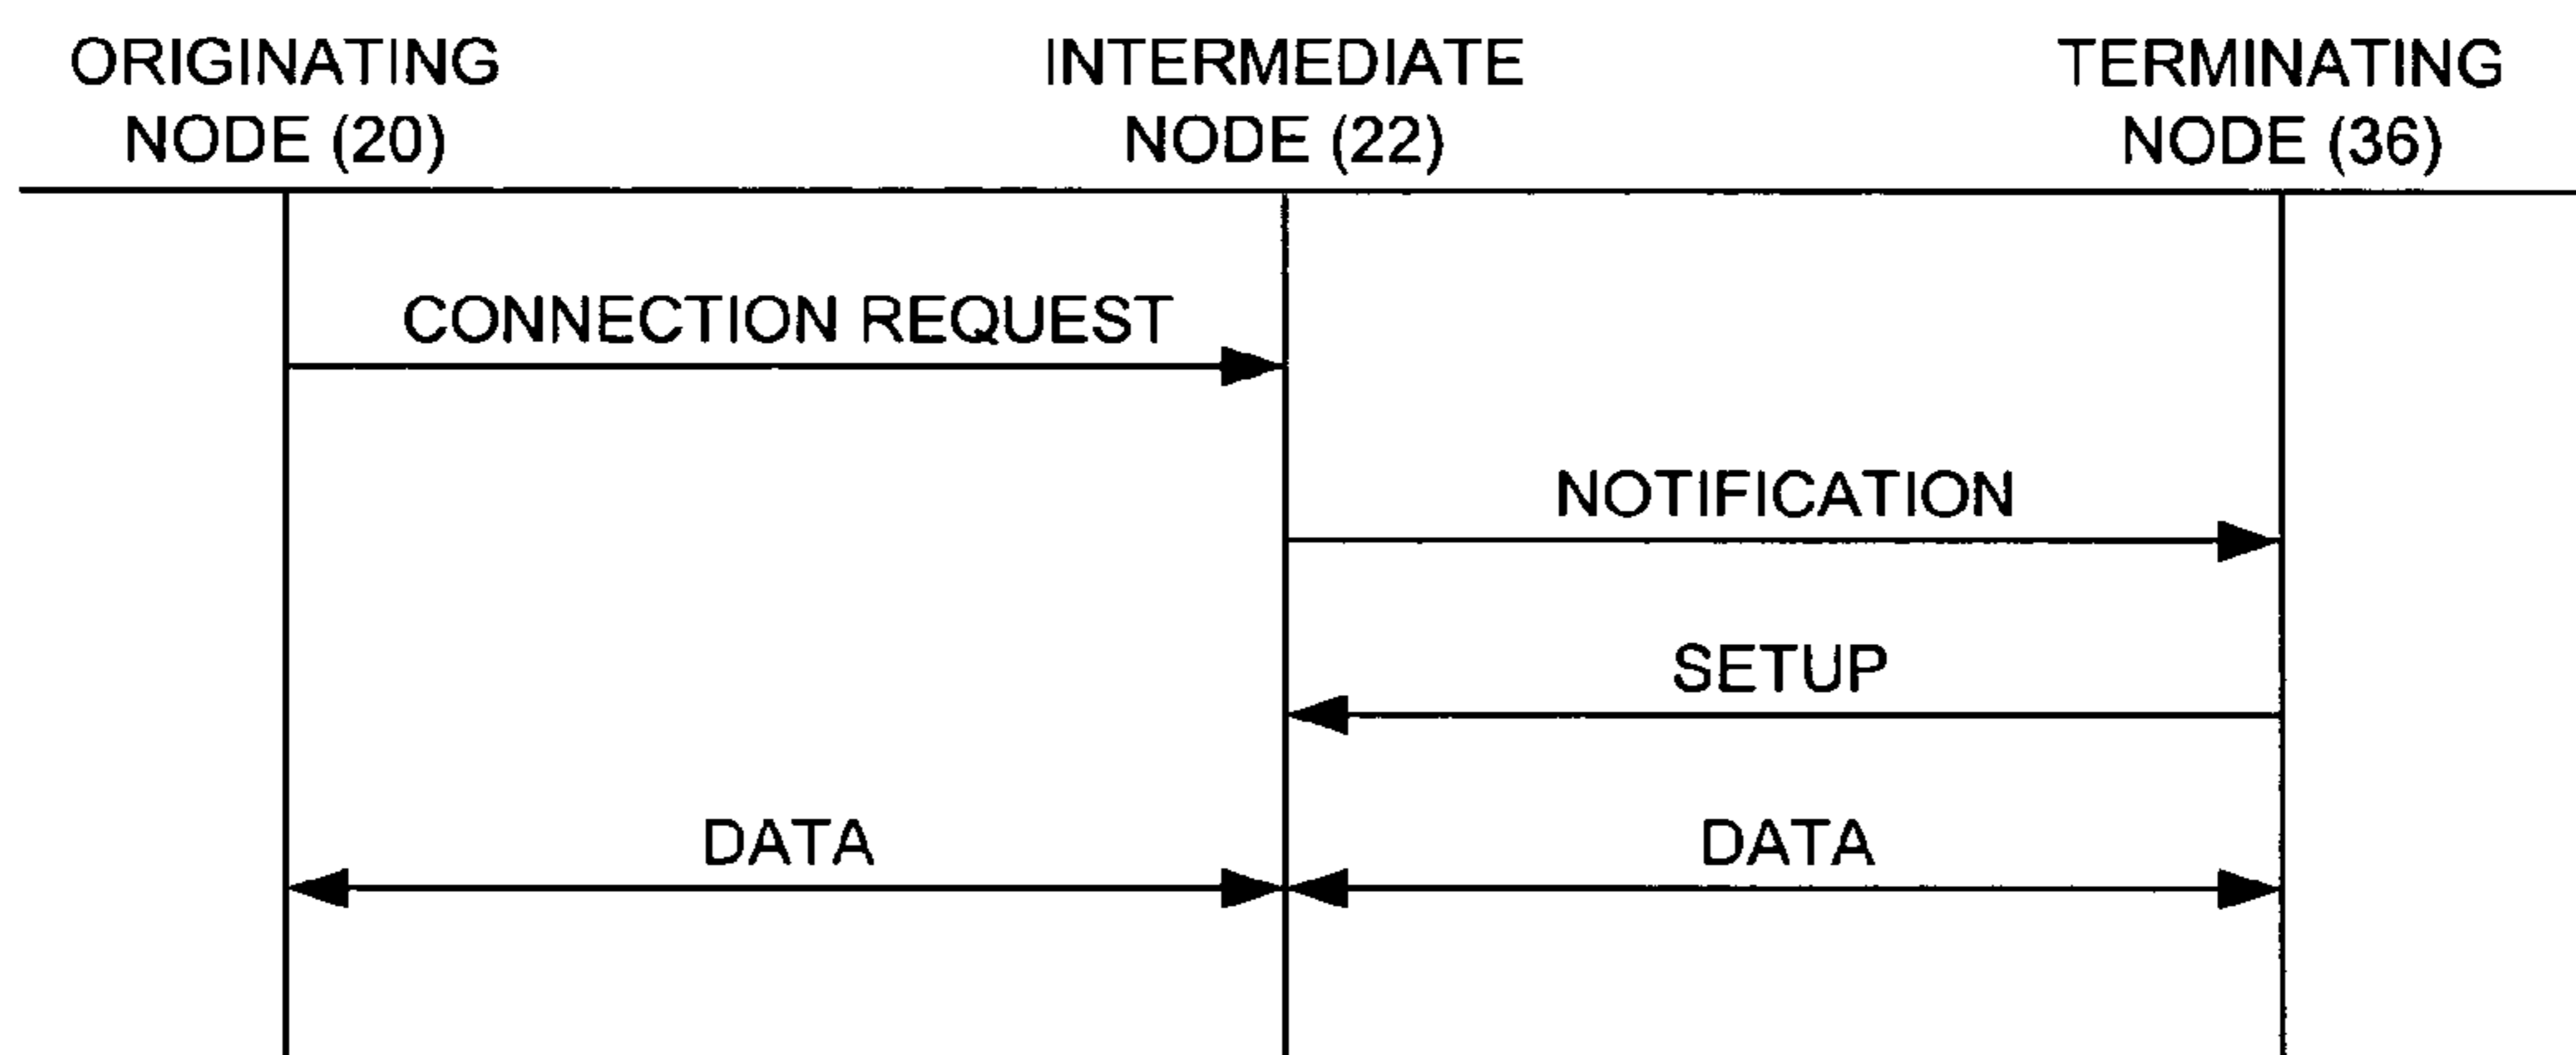 ORIGINATING
NODE (20)
INTERMEDIATE
NODE (22)
TERMINATING
NODE (36)
CONNECTION REQUEST
NOTIFICATION
SETUP
DATA
DATA